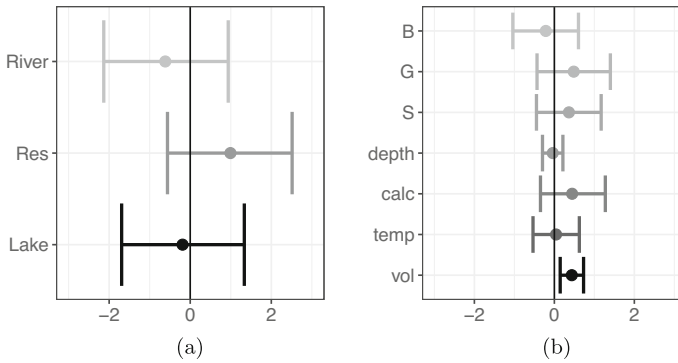 River
Res
Lake
−2 0 2
(a)
B
G
S
depth
calc
temp
vol
−2 0 2
(b)